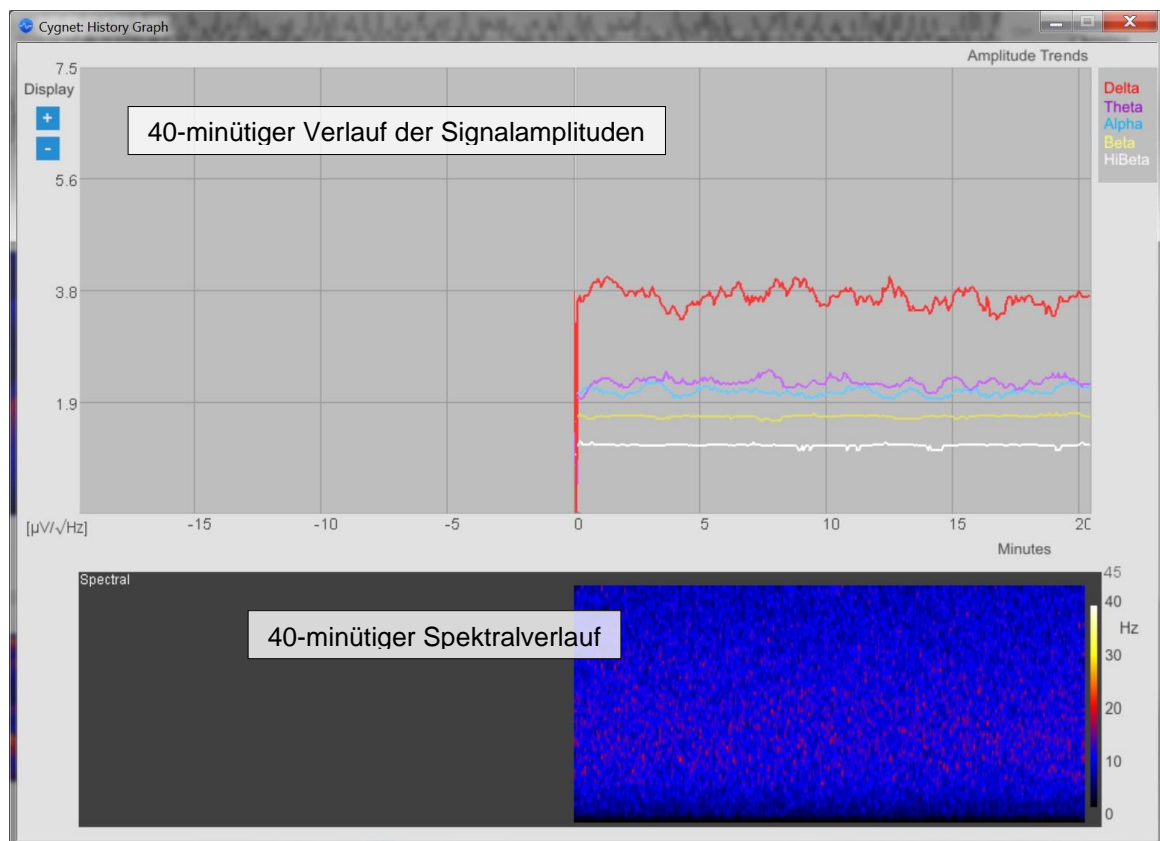 Cygnet: History Graph
Amplitude Trends
7.5
Display
+
-
40-minütiger Verlauf der Signalamplituden
Delta
Theta
Alpha
Beta
HiBeta
5.6
3.8
1.9
[µV/√Hz]
-15 -10 -5 0 5 10 15 20
Minutes
Spectral
40-minütiger Spektralverlauf
45
40
Hz
30
20
10
0